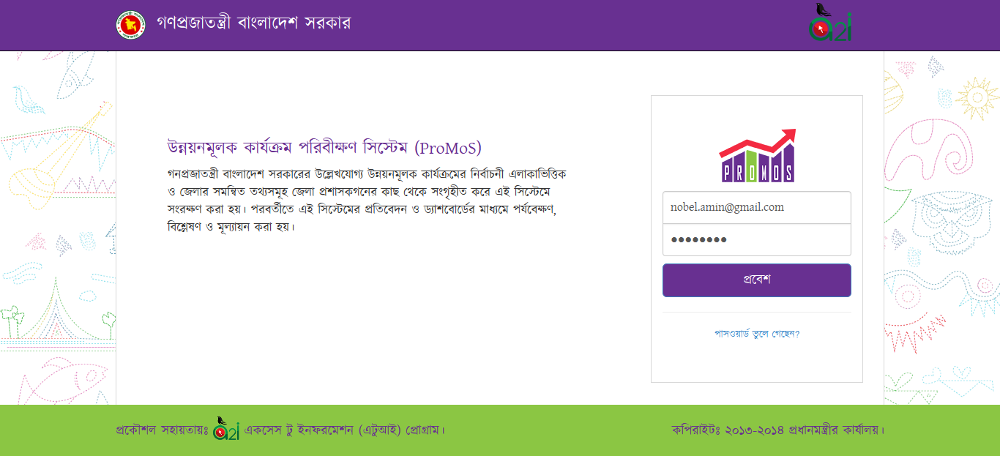 গণপ্রজাতন্ত্রী বাংলাদেশ সরকার
a2i
উন্নয়নমূলক কার্যক্রম পরিবীক্ষণ সিস্টেম (ProMoS)
গনপ্রজাতন্ত্রী বাংলাদেশ সরকারের উল্লেখযোগ্য উন্নয়নমূলক কার্যক্রমের নির্বাচনী এলাকাভিত্তিক
ও জেলার সমন্বিত তথ্যসমূহ জেলা প্রশাসকগনের কাছ থেকে সংগৃহীত করে এই সিস্টেমে
সংরক্ষণ করা হয়। পরবর্তীতে এই সিস্টেমের প্রতিবেদন ও ড্যাশবোর্ডের মাধ্যমে পর্যবেক্ষণ,
বিশ্লেষণ ও মূল্যায়ন করা হয়।
PROMOS
nobel.amin@gmail.com
প্রবেশ
পাসওয়ার্ড ভুলে গেছেন?
প্রকৌশল সহায়তায়ঃ a2i একসেস টু ইনফরমেশন (এটুআই) প্রোগ্রাম।
কপিরাইটঃ ২০১৩-২০১৪ প্রধানমন্ত্রীর কার্যালয়।